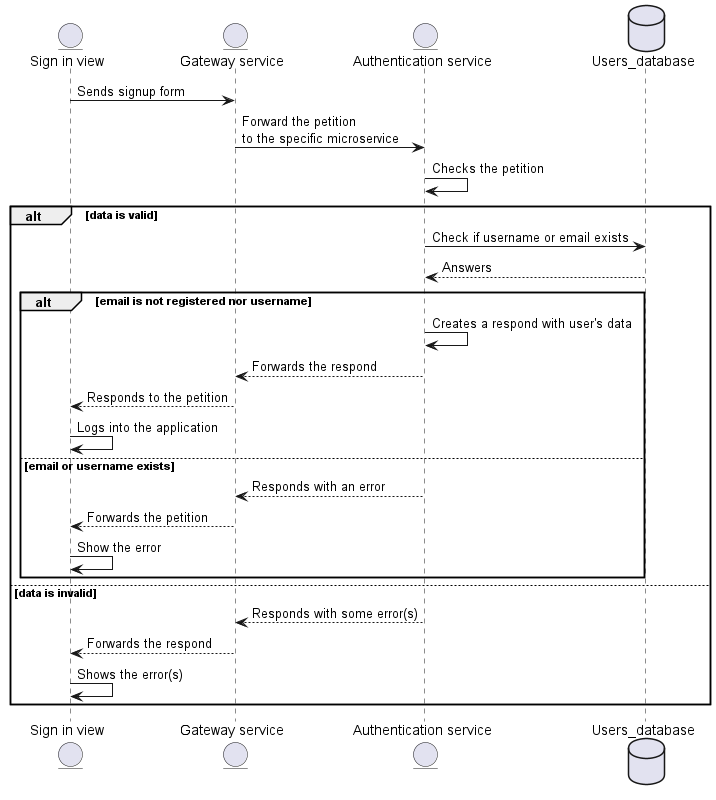 Sign in view
Gateway service
Authentication service
Users_database
Sends signup form
Forward the petition
to the specific microservice
Checks the petition
alt
[data is valid]
Check if username or email exists
Answers
alt
[email is not registered nor username]
Creates a respond with user's data
Forwards the respond
Responds to the petition
Logs into the application
[email or username exists]
Responds with an error
Forwards the petition
Show the error
[data is invalid]
Responds with some error(s)
Forwards the respond
Shows the error(s)
Sign in view
Gateway service
Authentication service
Users_database